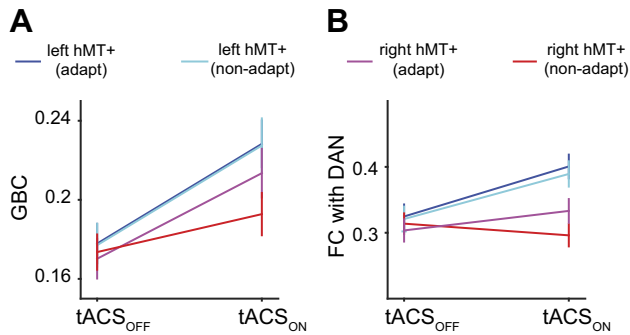 A
B
left hMT+
(adapt)
left hMT+
(non-adapt)
right hMT+
(adapt)
right hMT+
(non-adapt)
GBC
0.24
0.2
0.16
tACSOFF
tACSON
FC with DAN
0.4
0.3
tACSOFF
tACSON